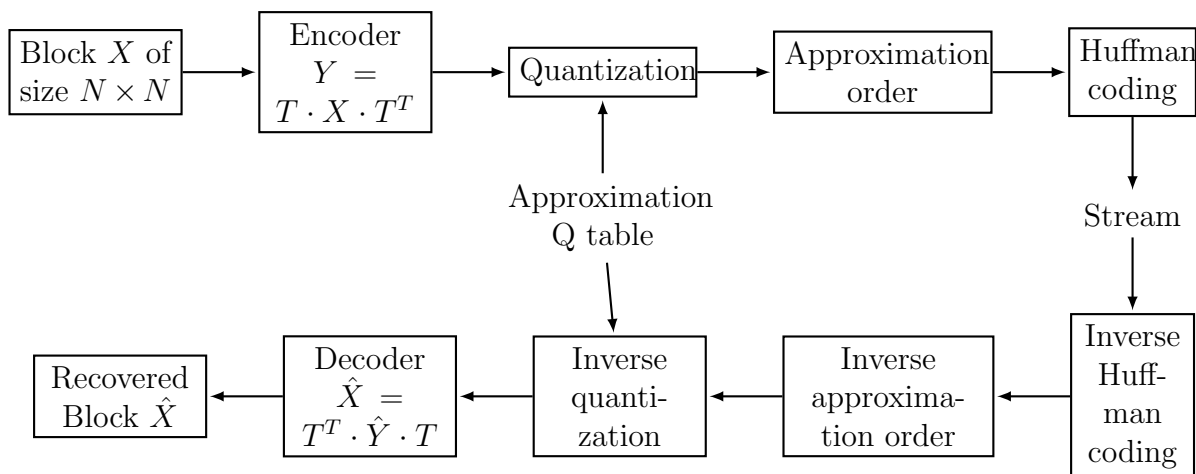 Block X of
size N × N
Encoder
Y =
T · X · T^T
Quantization
Approximation
order
Huffman
coding
Approximation
Q table
Stream
Recovered
Block X̂
Decoder
X̂ =
T^T · Ŷ · T
Inverse
quanti-
zation
Inverse
approxima-
tion order
Inverse
Huff-
man
coding